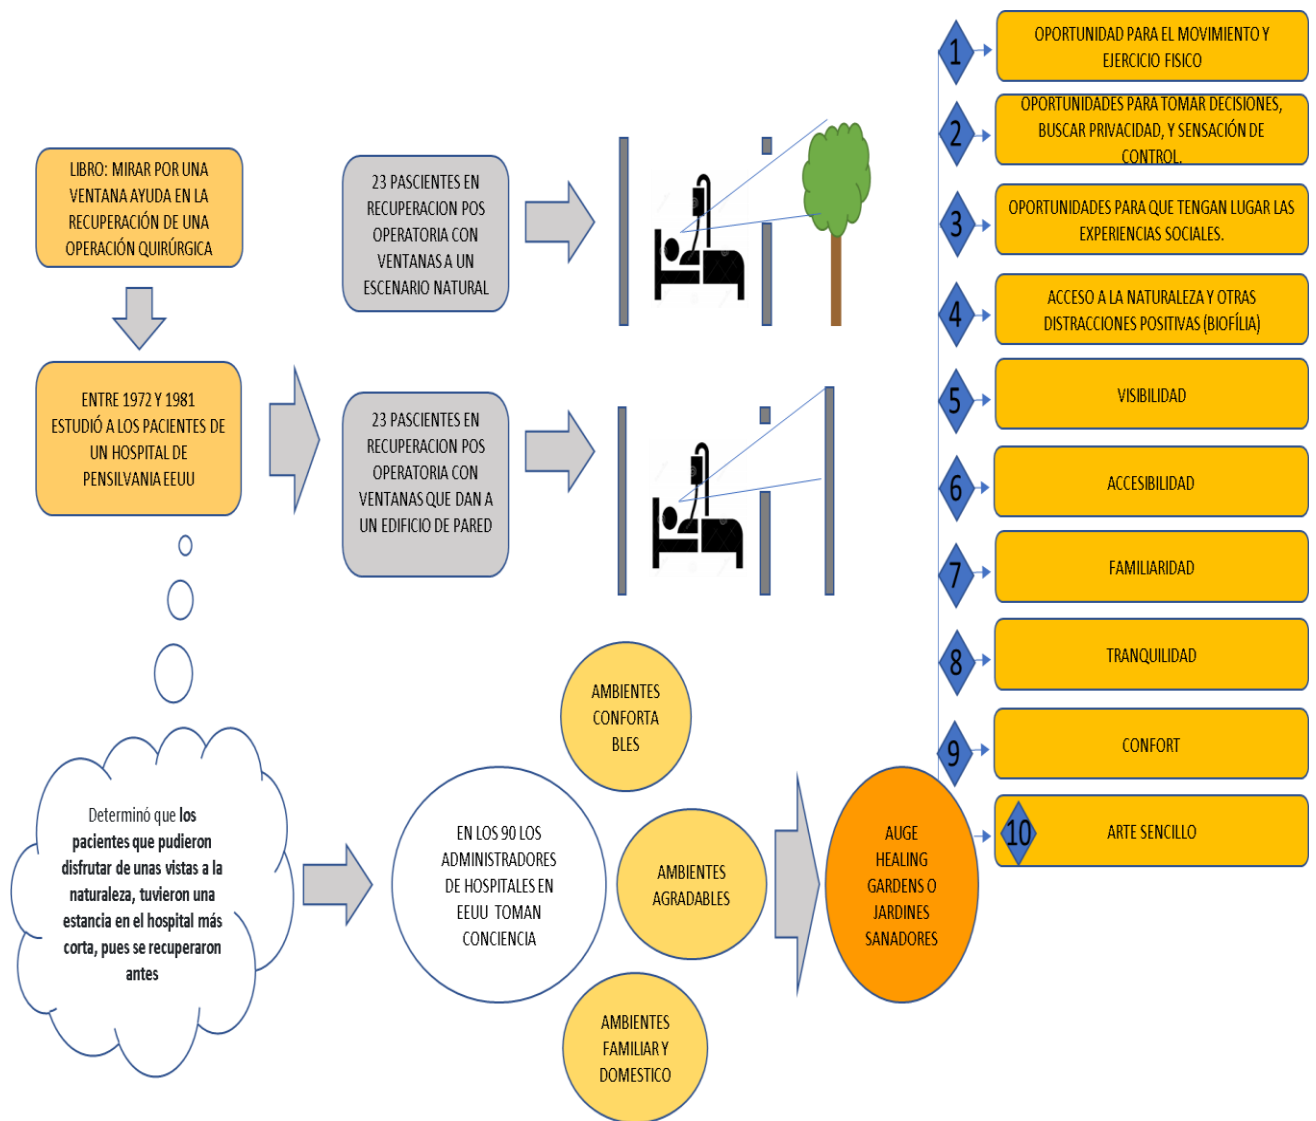 LIBRO: MIRAR POR UNA
VENTANA AYUDA EN LA
RECUPERACIÓN DE UNA
OPERACIÓN QUIRÚRGICA
23 PASCIENTES EN
RECUPERACION POS
OPERATORIA CON
VENTANAS A UN
ESCENARIO NATURAL
ENTRE 1972 Y 1981
ESTUDIÓ A LOS PACIENTES DE
UN HOSPITAL DE
PENSILVANIA EEUU
23 PASCIENTES EN
RECUPERACION POS
OPERATORIA CON
VENTANAS QUE DAN A
UN EDIFICIO DE PARED
Determinó que los
pacientes que pudieron
disfrutar de unas vistas a la
naturaleza, tuvieron una
estancia en el hospital más
corta, pues se recuperaron
antes
EN LOS 90 LOS
ADMINISTRADORES
DE HOSPITALES EN
EEUU TOMAN
CONCIENCIA
AMBIENTES
CONFORTA
BLES
AMBIENTES
AGRADABLES
AMBIENTES
FAMILIAR Y
DOMESTICO
AUGE
HEALING
GARDENS O
JARDINES
SANADORES
1
OPORTUNIDAD PARA EL MOVIMIENTO Y
EJERCICIO FISICO
2
OPORTUNIDADES PARA TOMAR DECISIONES,
BUSCAR PRIVACIDAD, Y SENSACIÓN DE
CONTROL.
3
OPORTUNIDADES PARA QUE TENGAN LUGAR LAS
EXPERIENCIAS SOCIALES.
4
ACCESO A LA NATURALEZA Y OTRAS
DISTRACCIONES POSITIVAS (BIOFÍLIA)
5
VISIBILIDAD
6
ACCESIBILIDAD
7
FAMILIARIDAD
8
TRANQUILIDAD
9
CONFORT
10
ARTE SENCILLO